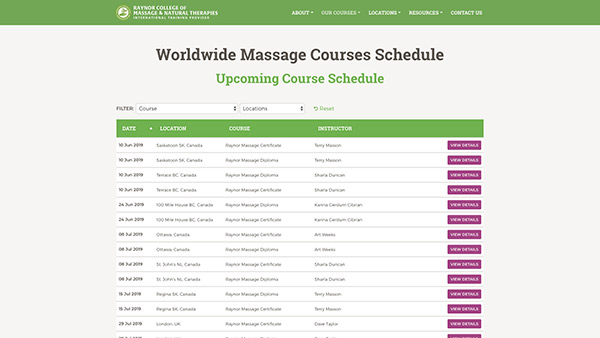 RAYNOR COLLEGE OF
MASSAGE & NATURAL THERAPIES
INTERNATIONAL TRAINING PROVIDER
ABOUT OUR COURSES LOCATIONS RESOURCES CONTACT US
Worldwide Massage Courses Schedule
Upcoming Course Schedule
FILTER: Course Locations Reset
DATE LOCATION COURSE INSTRUCTOR
10 Jun 2019 Saskatoon SK, Canada Raynor Massage Certificate Terry Masson VIEW DETAILS
10 Jun 2019 Saskatoon SK, Canada Raynor Massage Diploma Terry Masson VIEW DETAILS
10 Jun 2019 Terrace BC, Canada Raynor Massage Diploma Shaila Duncan VIEW DETAILS
10 Jun 2019 Terrace BC, Canada Raynor Massage Certificate Shaila Duncan VIEW DETAILS
24 Jun 2019 100 Mile House BC, Canada Raynor Massage Diploma Karina Gerdum Cibrian VIEW DETAILS
24 Jun 2019 100 Mile House BC, Canada Raynor Massage Certificate Karina Gerdum Cibrian VIEW DETAILS
08 Jul 2019 Ottawa, Canada Raynor Massage Certificate Art Weeks VIEW DETAILS
08 Jul 2019 Ottawa, Canada Raynor Massage Diploma Art Weeks VIEW DETAILS
08 Jul 2019 St. John's NL, Canada Raynor Massage Certificate Shaila Duncan VIEW DETAILS
08 Jul 2019 St. John's NL, Canada Raynor Massage Diploma Shaila Duncan VIEW DETAILS
15 Jul 2019 Regina SK, Canada Raynor Massage Diploma Terry Masson VIEW DETAILS
15 Jul 2019 Regina SK, Canada Raynor Massage Certificate Terry Masson VIEW DETAILS
29 Jul 2019 London, UK Raynor Massage Certificate Dave Taylor VIEW DETAILS